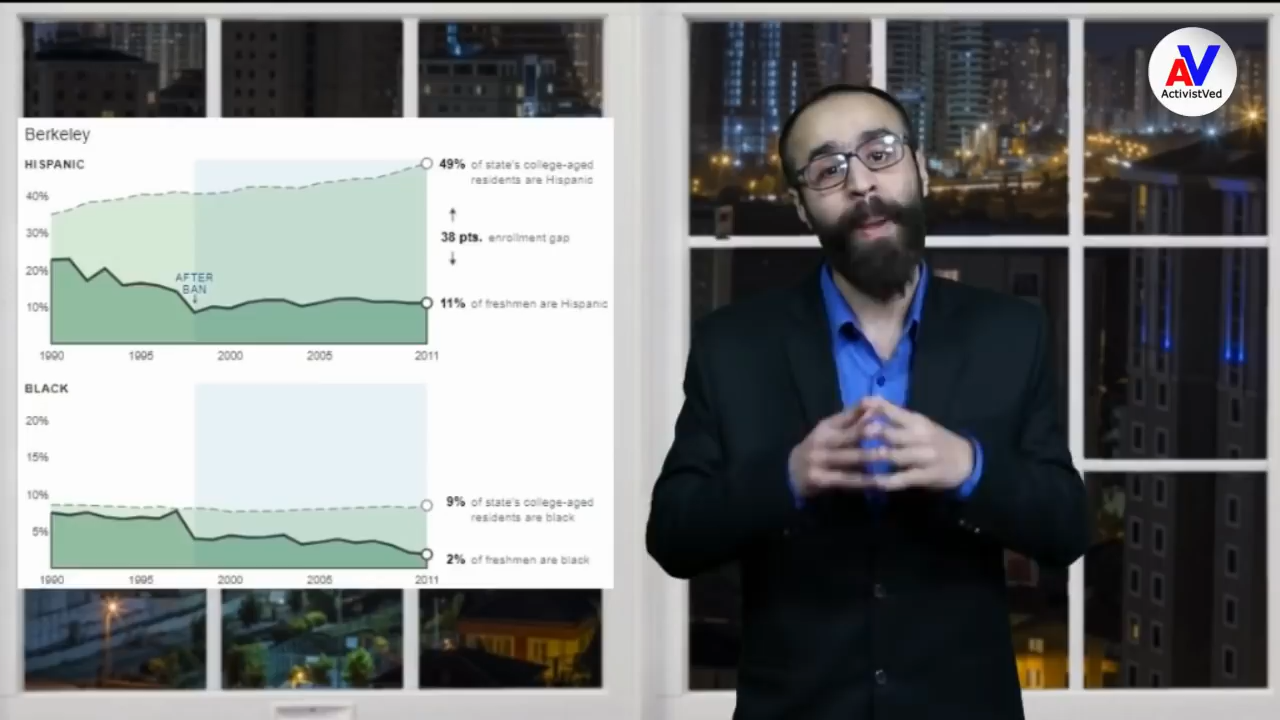 AV
ActivistVed
Berkeley
HISPANIC
49% of state's college-aged
residents are Hispanic
40%
30%
38 pts. enrollment gap
20%
AFTER
BAN
10%
11% of freshmen are Hispanic
1990 1995 2000 2005 2011
BLACK
20%
15%
10%
9% of state's college-aged
residents are black
5%
2% of freshmen are black
1990 1995 2000 2005 2011